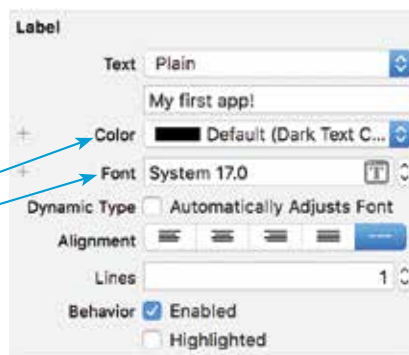 Label
Text Plain
My first app!
+ Color Default (Dark Text C...
+ Font System 17.0 T
Dynamic Type Automatically Adjusts Font
Alignment
Lines 1
Behavior Enabled
Highlighted